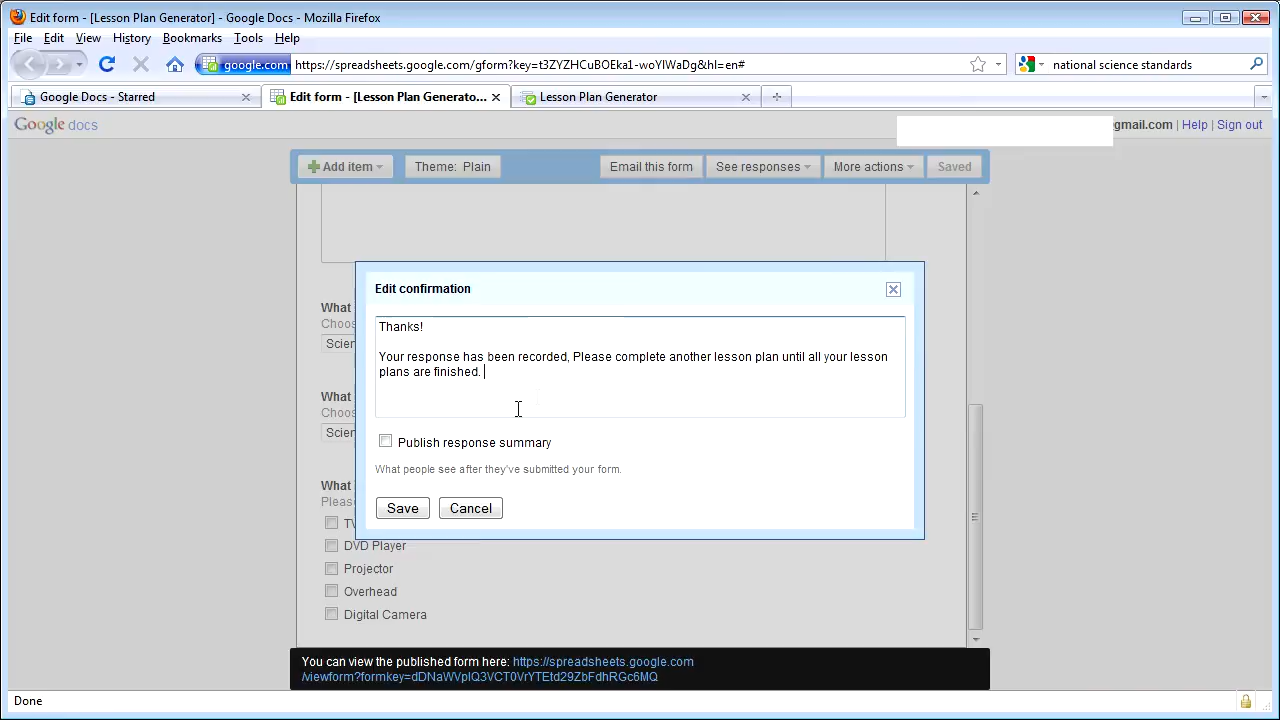 Edit form - [Lesson Plan Generator] - Google Docs - Mozilla Firefox
File Edit View History Bookmarks Tools Help
google.com https://spreadsheets.google.com/gform?key=t3ZYZHCuBOEka1-woYIWaDg&hl=en# national science standards
Google Docs - Starred Edit form - [Lesson Plan Generato... Lesson Plan Generator
Google docs gmail.com | Help | Sign out
Add item Theme: Plain Email this form See responses More actions Saved
Edit confirmation
Thanks!
What
Choos
Scien
Your response has been recorded, Please complete another lesson plan until all your lesson
plans are finished.
What
Choos
Scien
Publish response summary
What people see after they've submitted your form.
What
Pleas
Save Cancel
TV
DVD Player
Projector
Overhead
Digital Camera
You can view the published form here: https://spreadsheets.google.com
/viewform?formkey=dDNaWVpIQ3VCT0VrYTEtd29ZbFdhRGc6MQ
Done